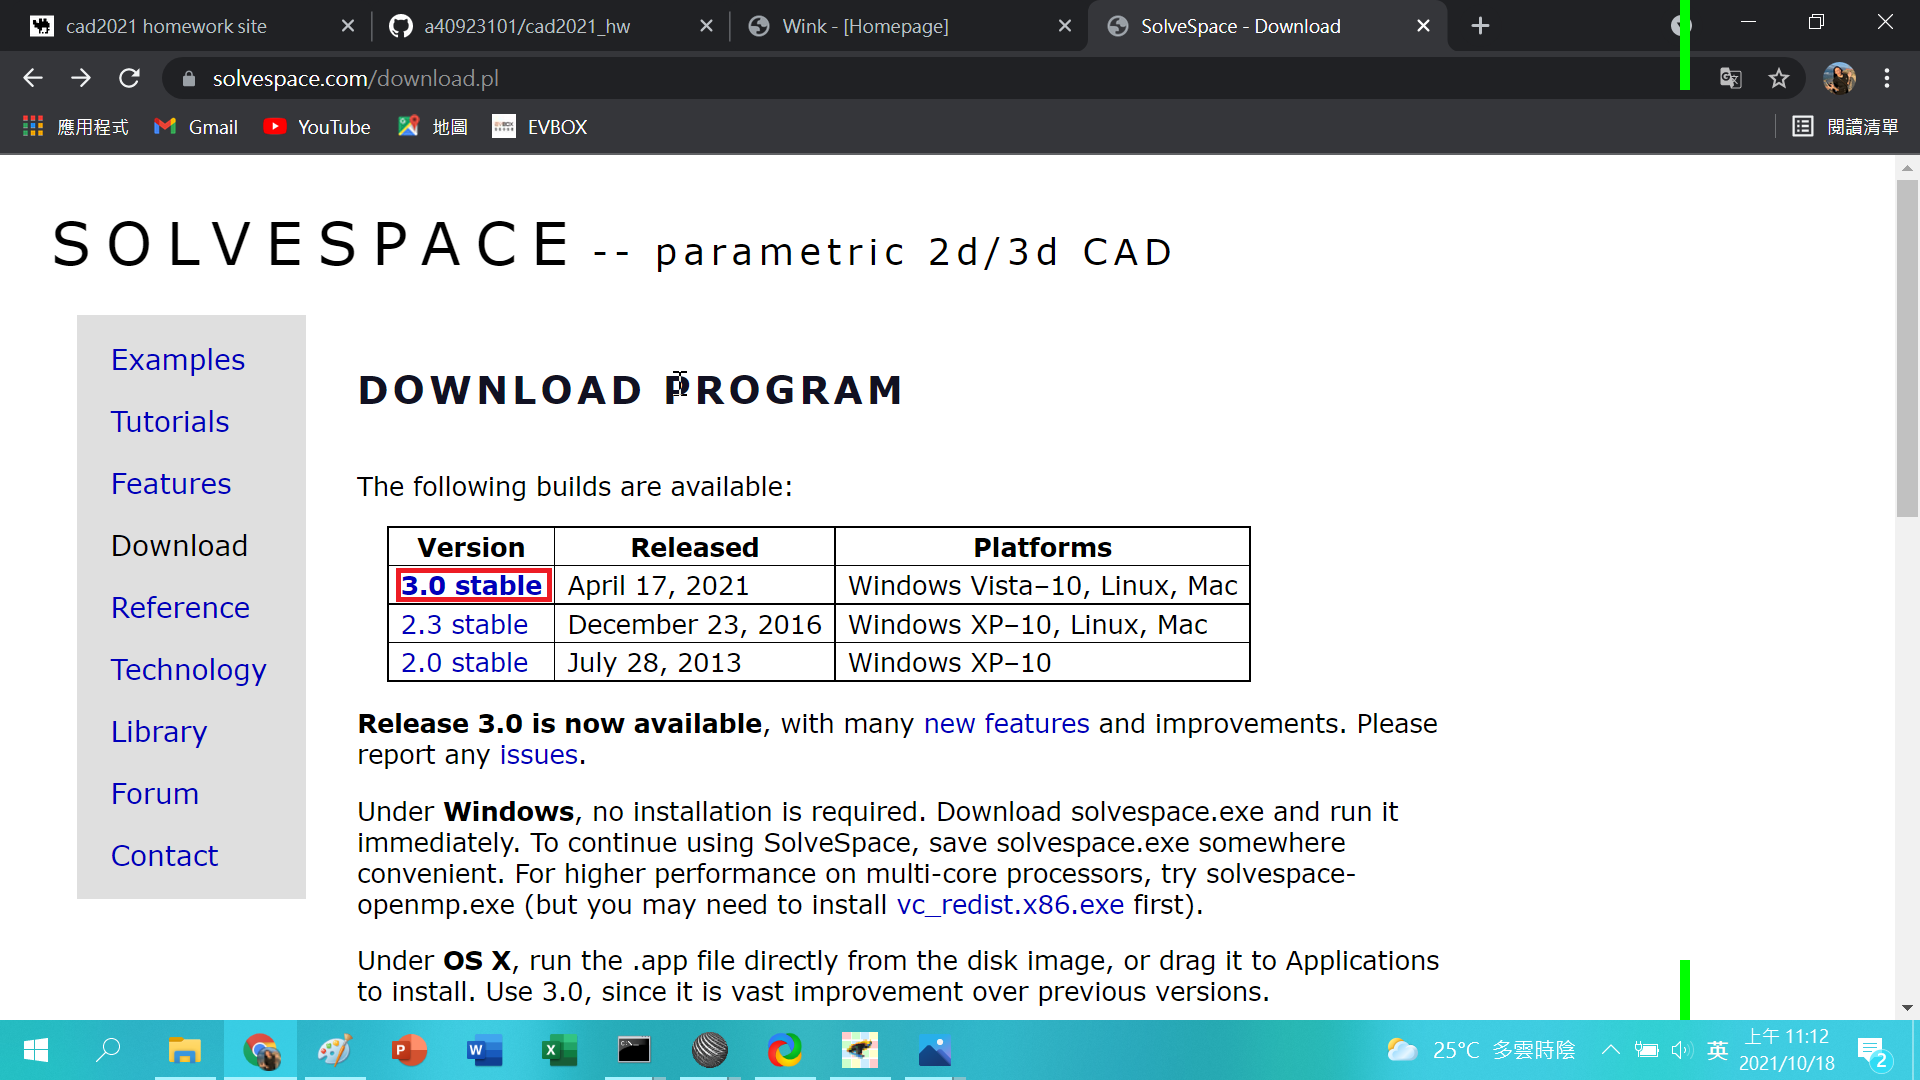 cad2021 homework site
a40923101/cad2021_hw
Wink - [Homepage]
SolveSpace - Download
solvespace.com/download.pl
應用程式
Gmail
YouTube
地圖
EVBOX
閱讀清單
SOLVESPACE -- parametric 2d/3d CAD
Examples
Tutorials
Features
Download
Reference
Technology
Library
Forum
Contact
DOWNLOAD PROGRAM
The following builds are available:
Version Released Platforms
3.0 stable April 17, 2021 Windows Vista–10, Linux, Mac
2.3 stable December 23, 2016 Windows XP–10, Linux, Mac
2.0 stable July 28, 2013 Windows XP–10
Release 3.0 is now available, with many new features and improvements. Please
report any issues.
Under Windows, no installation is required. Download solvespace.exe and run it
immediately. To continue using SolveSpace, save solvespace.exe somewhere
convenient. For higher performance on multi-core processors, try solvespace-
openmp.exe (but you may need to install vc_redist.x86.exe first).
Under OS X, run the .app file directly from the disk image, or drag it to Applications
to install. Use 3.0, since it is vast improvement over previous versions.
25°C 多雲時陰
英
上午 11:12
2021/10/18
2